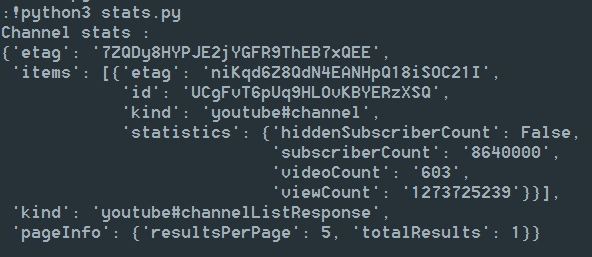 :!python3 stats.py
Channel stats :
{'etag': '7ZQDy8HYPJE2jYGFR9ThEB7xQEE',
'items': [{'etag': 'niKqd6Z8QdN4EANHpQ18iSOC21I',
'id': 'UCgFvT6pUq9HLOvKBYERzXSQ',
'kind': 'youtube#channel',
'statistics': {'hiddenSubscriberCount': False,
'subscriberCount': '8640000',
'videoCount': '603',
'viewCount': '1273725239'}}],
'kind': 'youtube#channelListResponse',
'pageInfo': {'resultsPerPage': 5, 'totalResults': 1}}